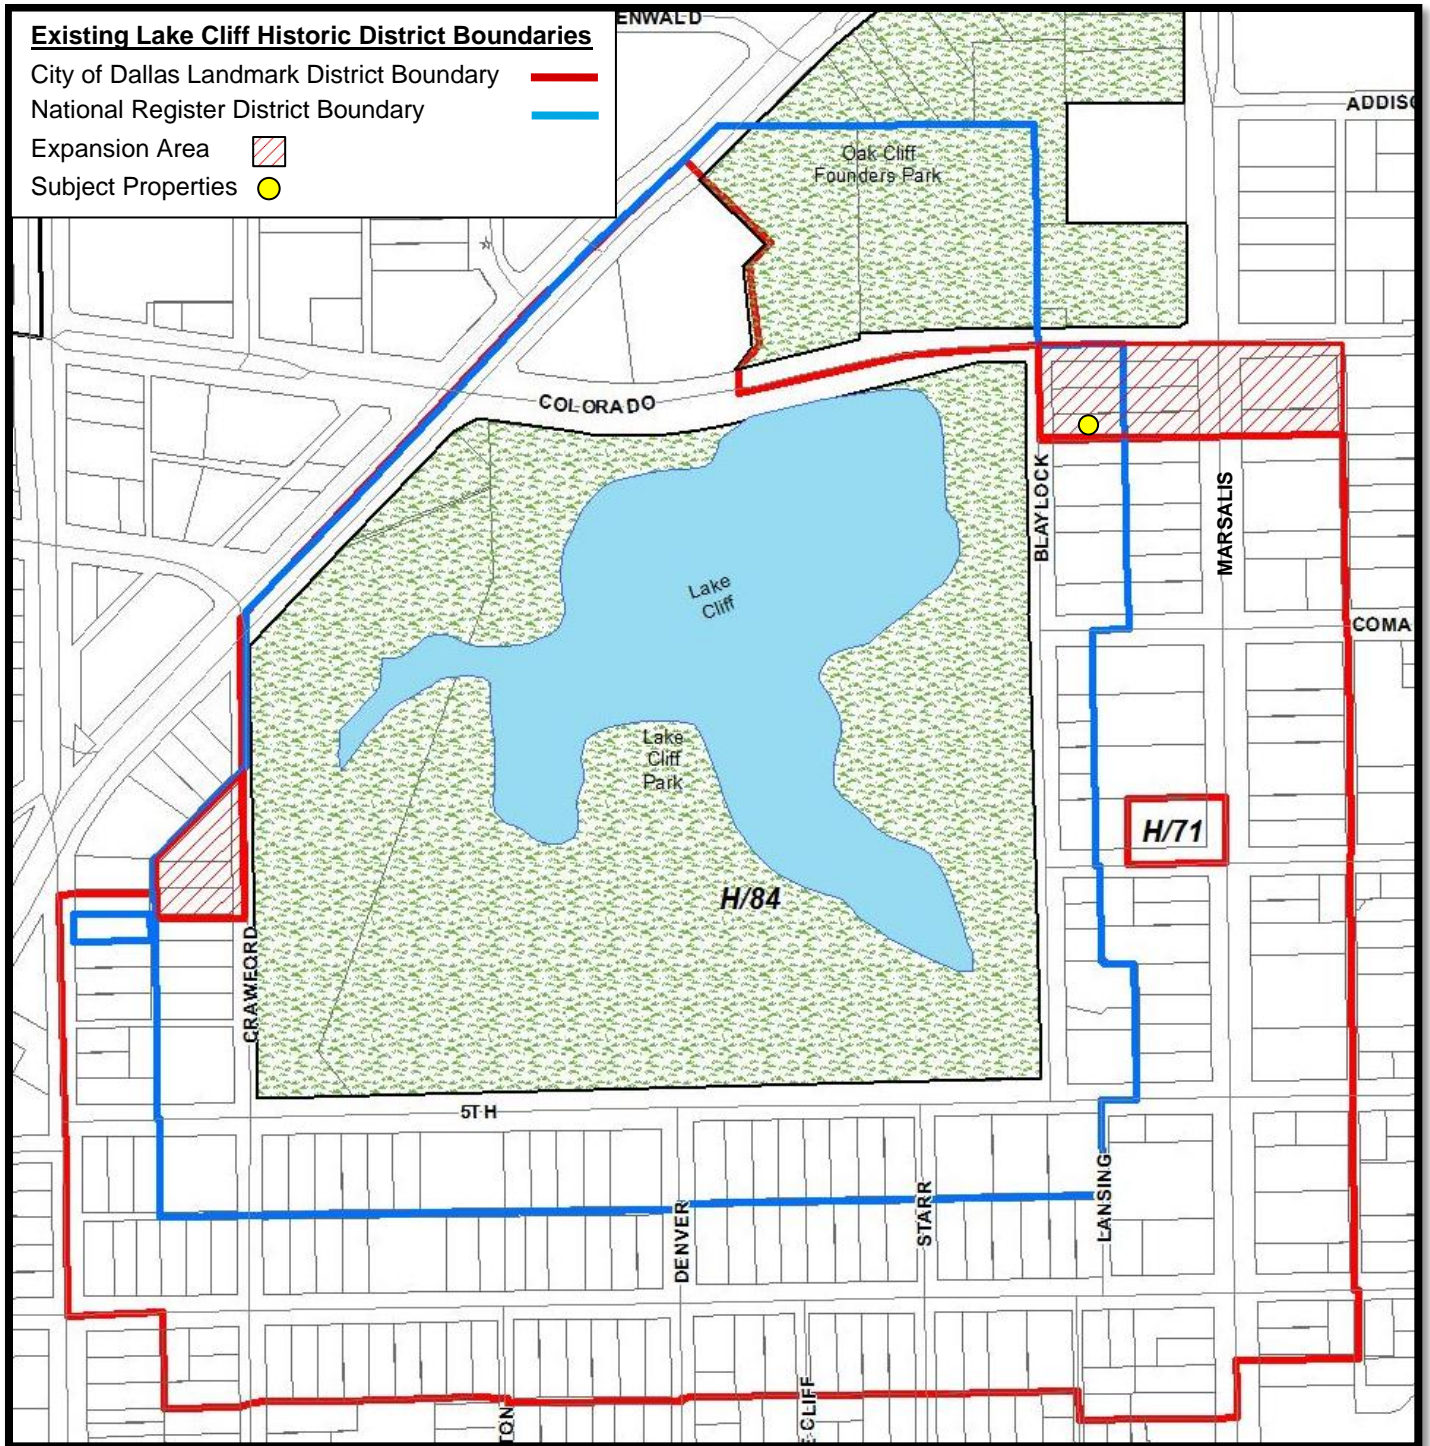 Existing Lake Cliff Historic District Boundaries
City of Dallas Landmark District Boundary
National Register District Boundary
Expansion Area
Subject Properties
ENWALD
ADDISO
Oak Cliff
Founders Park
COLORADO
BLAYLOCK
MARSALIS
Lake
Cliff
COMA
Lake
Cliff
Park
H/71
H/84
CRAWFORD
5TH
DENVER
STARR
LANSING
TON
E CLIFF